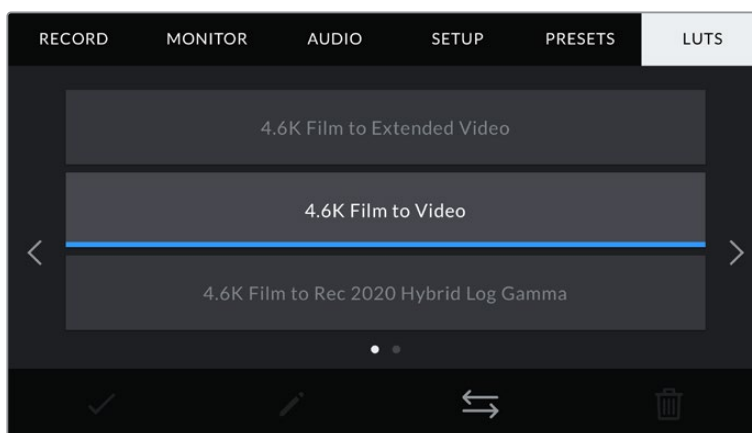 RECORD MONITOR AUDIO SETUP PRESETS LUTS
4.6K Film to Extended Video
4.6K Film to Video
4.6K Film to Rec 2020 Hybrid Log Gamma